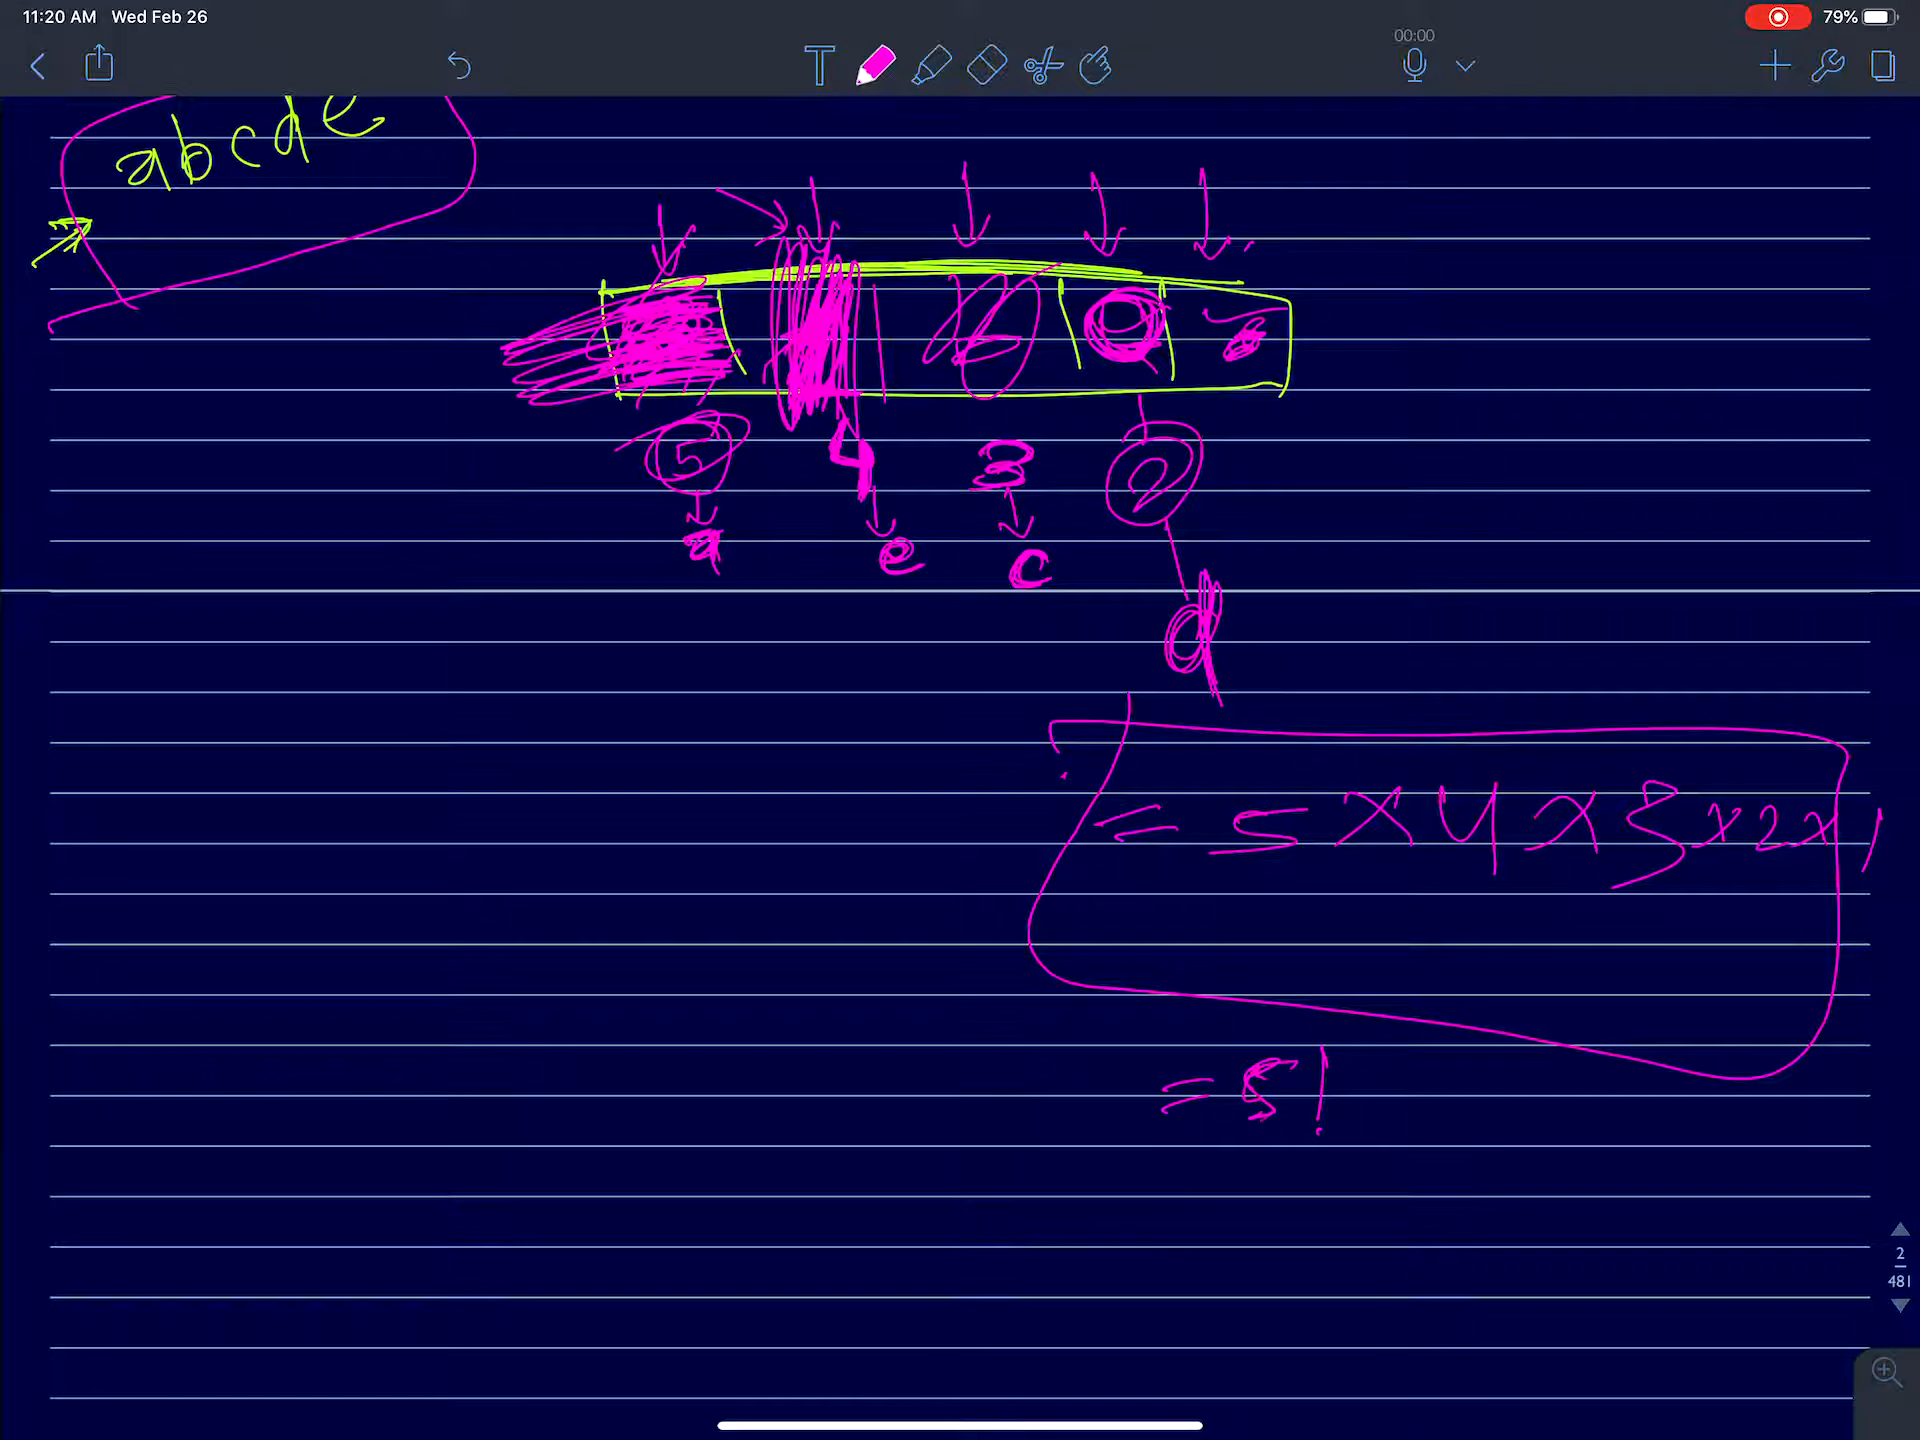 11:20 AM Wed Feb 26
79%
00:00
T
abcde
5 4 3 2
a e c d
= 5 x 4 x 3 x 2 x 1
= 5!
2
481